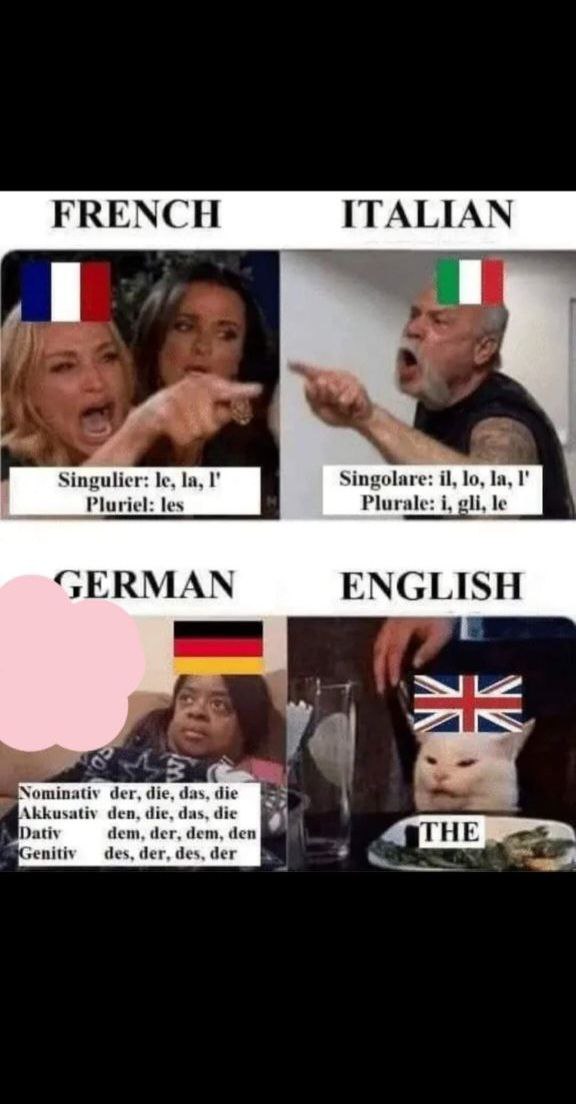 FRENCH
ITALIAN
Singulier: le, la, l'
Pluriel: les
Singolare: il, lo, la, l'
Plurale: i, gli, le
GERMAN
ENGLISH
Nominativ der, die, das, die
Akkusativ den, die, das, die
Dativ dem, der, dem, den
Genitiv des, der, des, der
THE